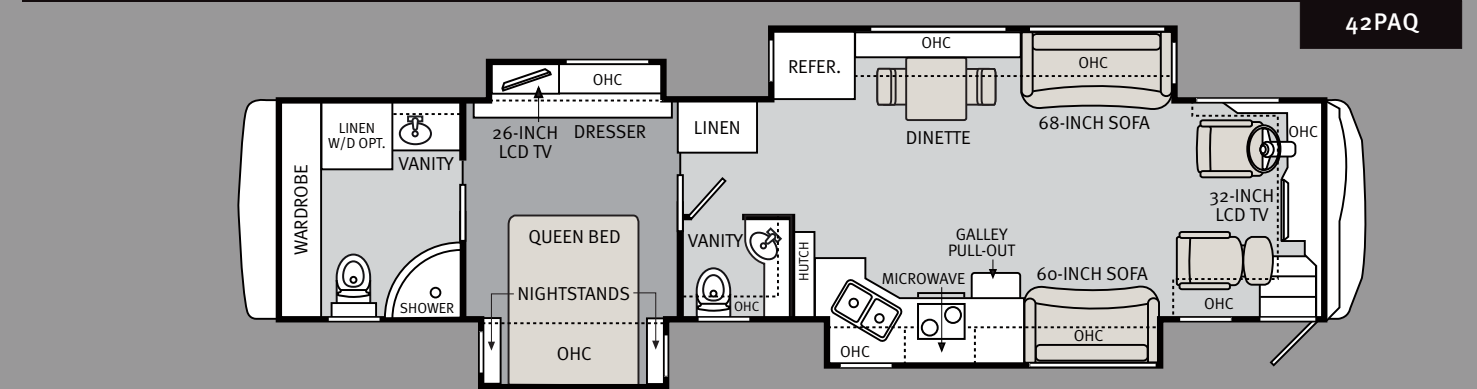 42PAQ
OHC
REFER.
OHC
OHC
LINEN
W/D OPT.
VANITY
26-INCH
LCD TV
DRESSER
LINEN
DINETTE
68-INCH SOFA
OHC
WARDROBE
32-INCH
LCD TV
QUEEN BED
VANITY
HUTCH
GALLEY
PULL-OUT
MICROWAVE
60-INCH SOFA
NIGHTSTANDS
SHOWER
OHC
OHC
OHC
OHC
OHC